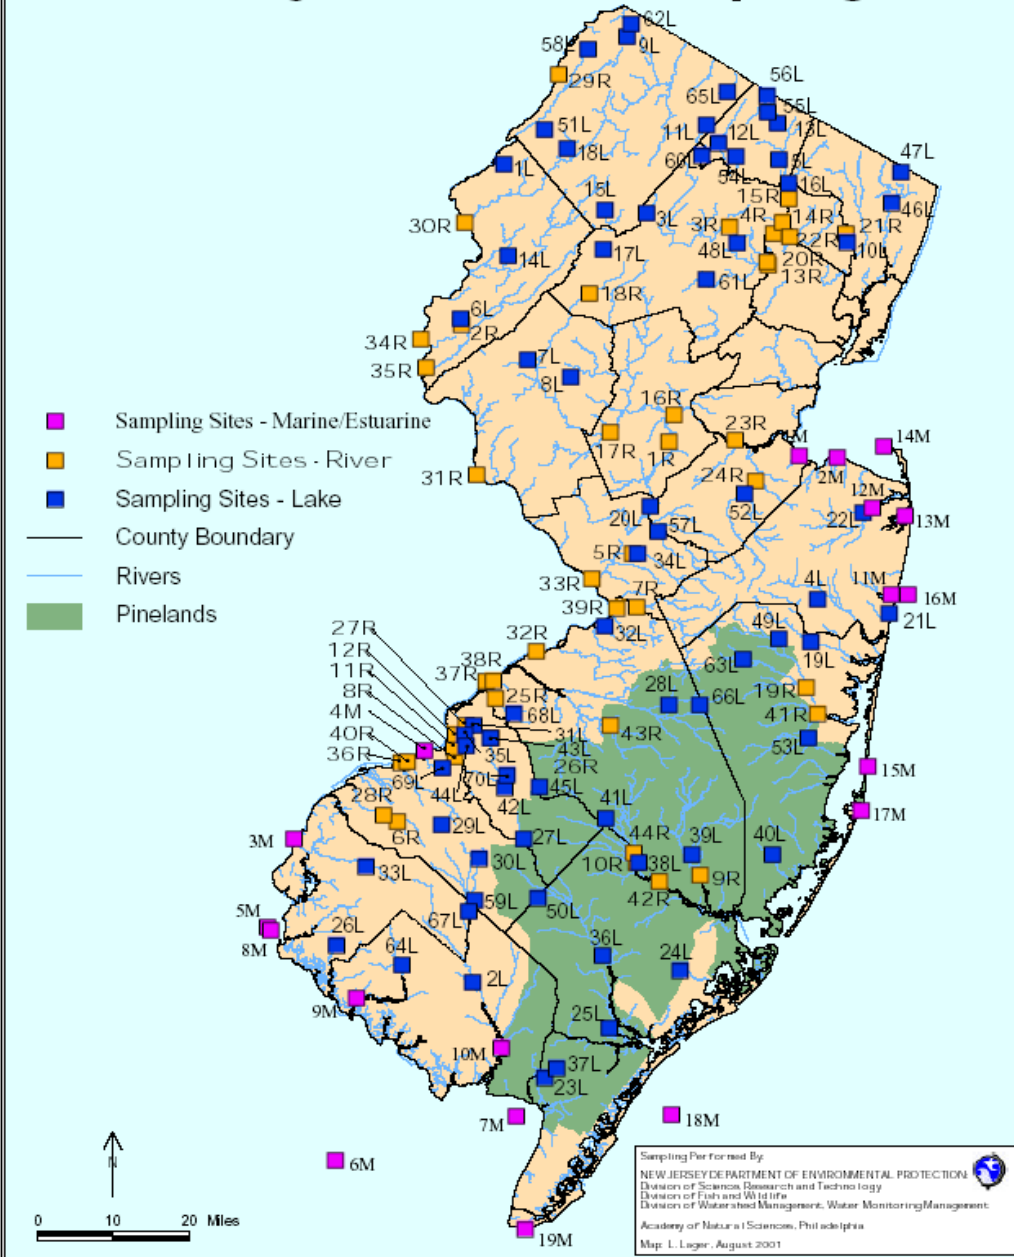 62L
58L
9L
29R
56L
65L
55L
51L
11L
12L
13L
18L
60L
5L
47L
1L
54L
16L
15L
15R
46L
30R
3L
3R
4R
14R
21R
48L
22R
10L
14L
17L
20R
61L
13R
18R
6L
2R
34R
7L
35R
8L
16R
Sampling Sites - Marine/Estuarine
23R
14M
17R
1R
Sampling Sites - River
2M
31R
24R
12M
Sampling Sites - Lake
20L
52L
22L
13M
County Boundary
57L
5R
34L
Rivers
33R
7R
4L
11M
16M
Pinelands
39R
21L
27R
32L
49L
12R
32R
19L
11R
38R
63L
37R
8R
25R
28L
66L
19R
4M
68L
41R
40R
31L
43R
36R
35L
43L
53L
69L
70L
26R
15M
44L
42L
45L
28R
41L
17M
6R
29L
3M
27L
44R
39L
40L
30L
10R
38L
33L
9R
42R
59L
50L
5M
67L
26L
8M
64L
36L
24L
2L
9M
25L
10M
37L
23L
7M
18M
6M
N
0 10 20 Miles
19M
Sampling Performed By:
NEW JERSEY DEPARTMENT OF ENVIRONMENTAL PROTECTION:
Division of Science, Research and Technology
Division of Fish and Wildlife
Division of Watershed Management, Water Monitoring Management
Academy of Natural Sciences, Philadelphia
Map: L. Lager, August 2001